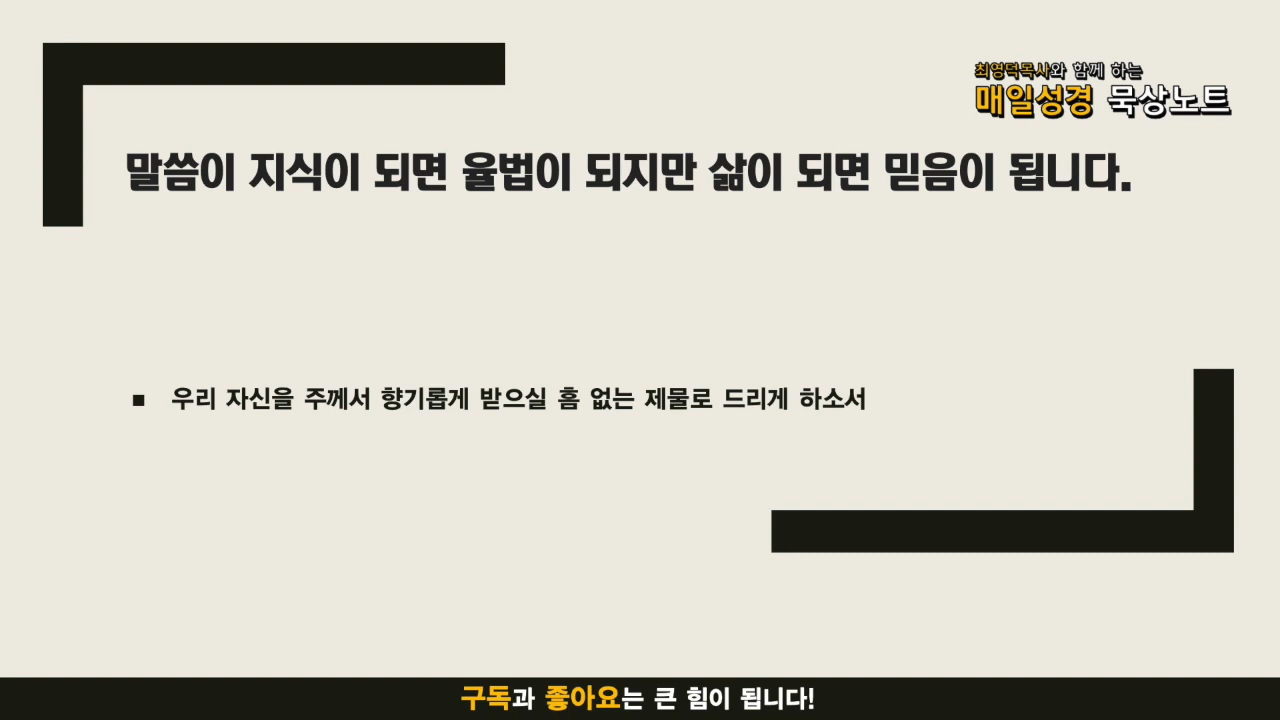 최영덕목사와 함께 하는
매일성경 묵상노트
말씀이 지식이 되면 율법이 되지만 삶이 되면 믿음이 됩니다.
■ 우리 자신을 주께서 향기롭게 받으실 흠 없는 제물로 드리게 하소서
구독과 좋아요는 큰 힘이 됩니다!